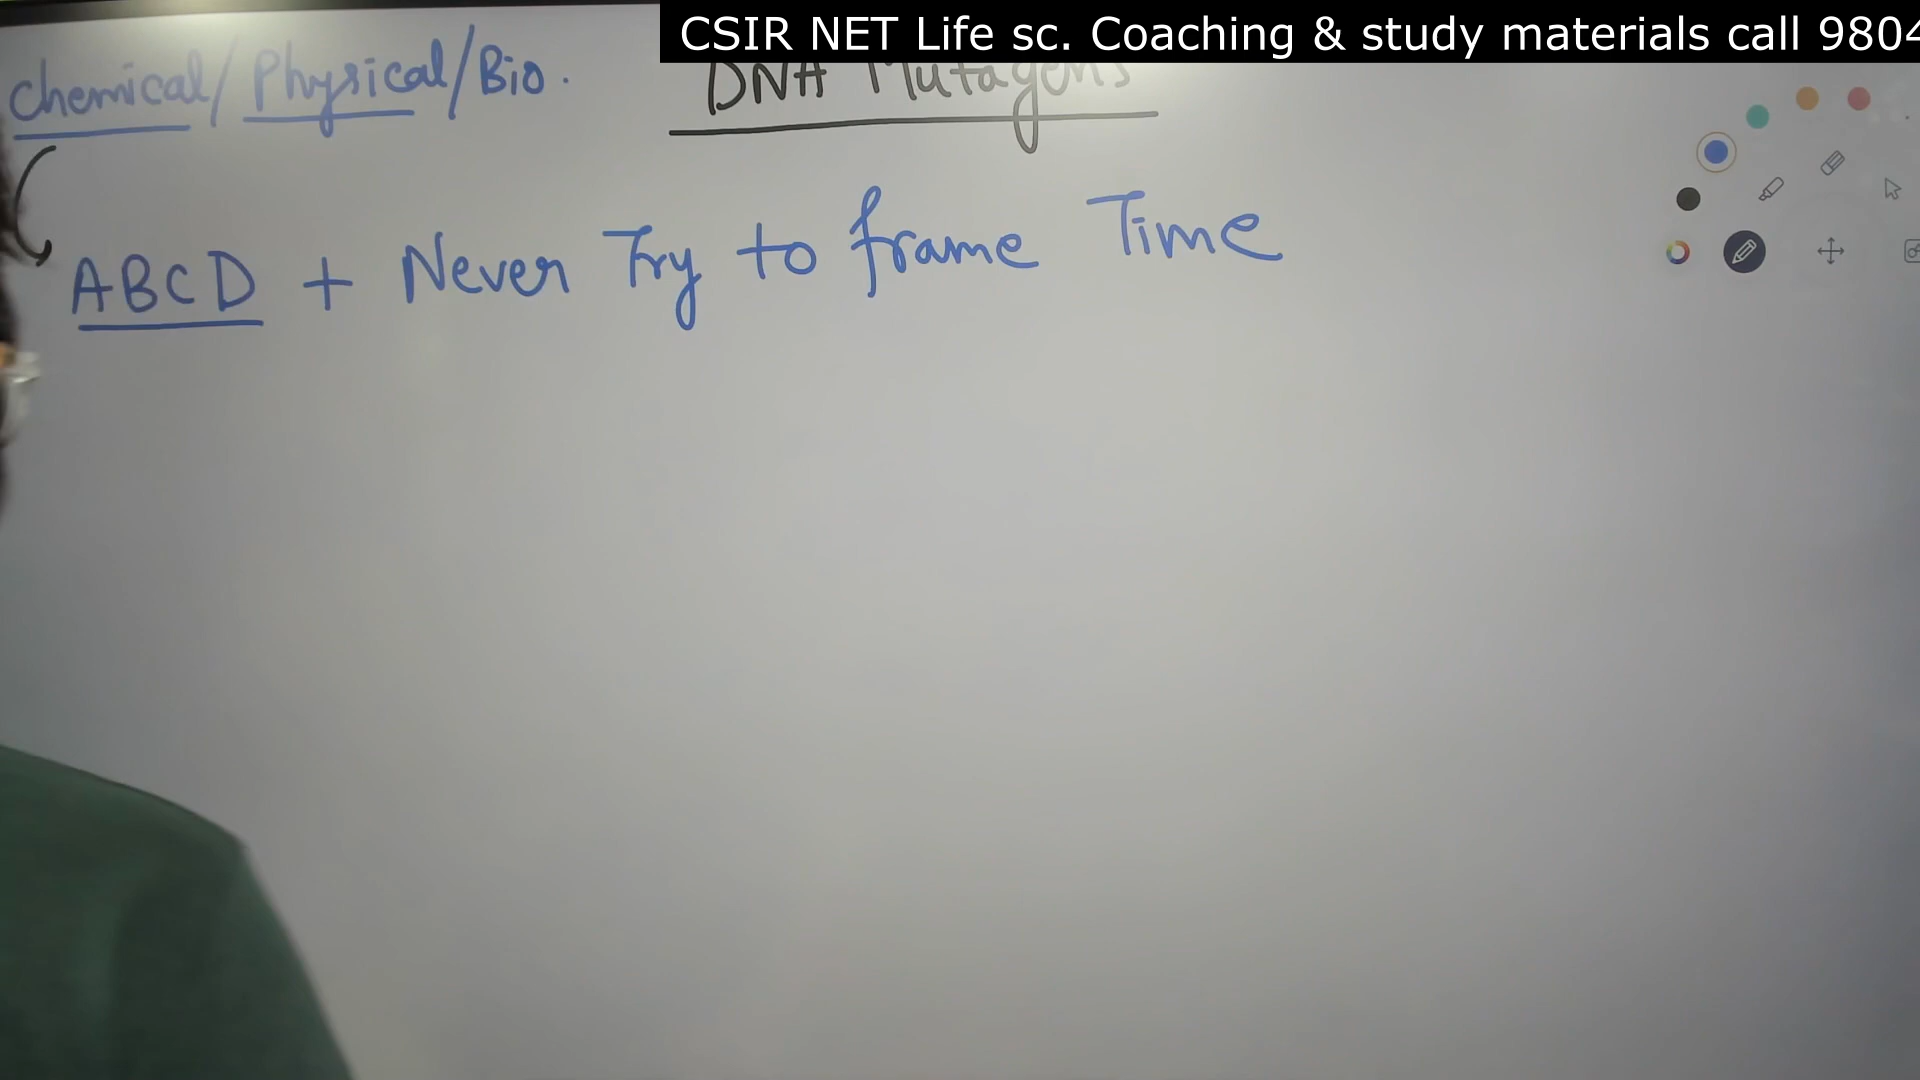 CSIR NET Life sc. Coaching & study materials call 9804
Chemical/Physical/Bio.
DNA Mutagens
ABCD + Never Try to frame Time